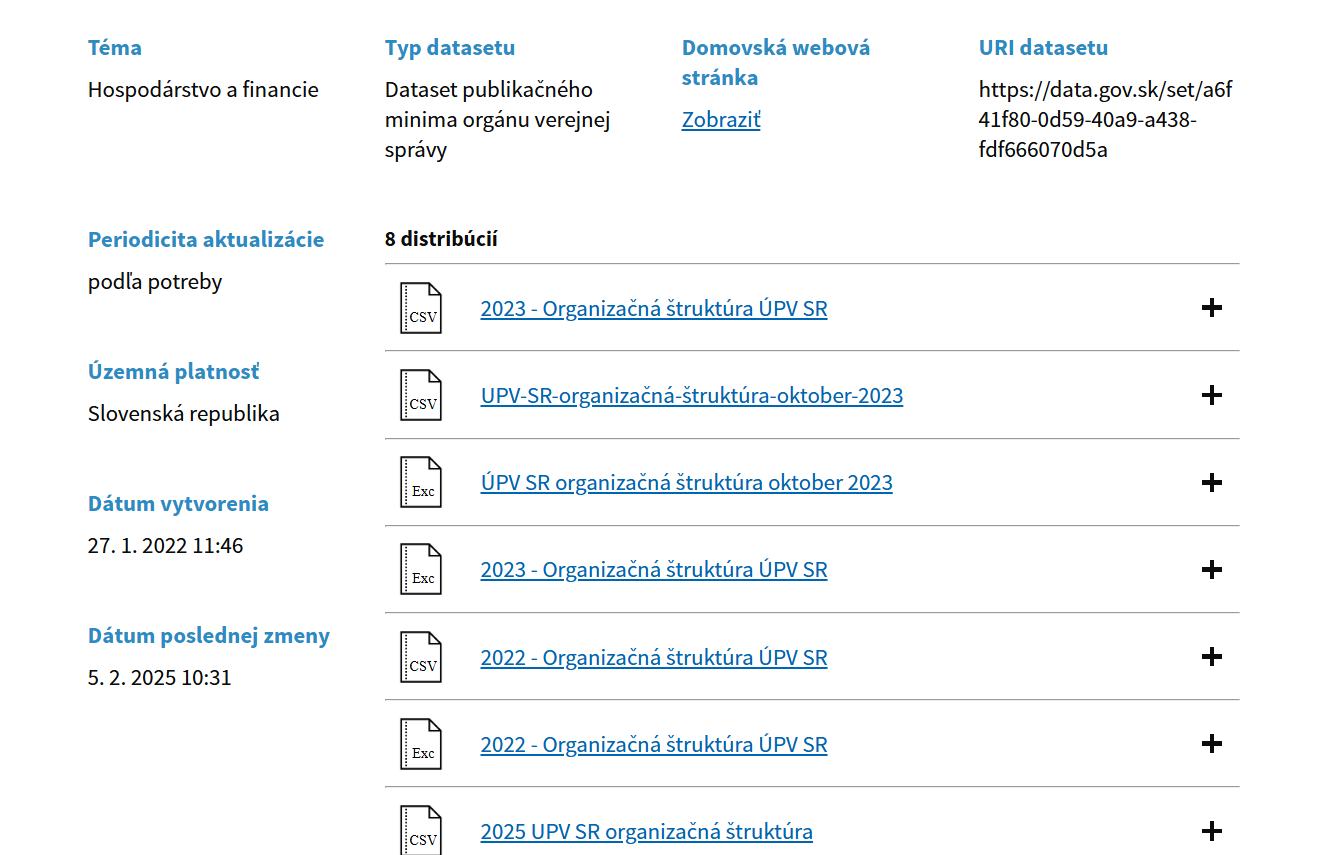 Téma
Hospodárstvo a financie
Typ datasetu
Dataset publikačného
minima orgánu verejnej
správy
Domovská webová
stránka
Zobraziť
URI datasetu
https://data.gov.sk/set/a6f
41f80-0d59-40a9-a438-
fdf666070d5a
Periodicita aktualizácie
podľa potreby
Územná platnosť
Slovenská republika
Dátum vytvorenia
27. 1. 2022 11:46
Dátum poslednej zmeny
5. 2. 2025 10:31
8 distribúcií
CSV 2023 - Organizačná štruktúra ÚPV SR
CSV UPV-SR-organizačná-štruktúra-oktober-2023
Exc ÚPV SR organizačná štruktúra oktober 2023
Exc 2023 - Organizačná štruktúra ÚPV SR
CSV 2022 - Organizačná štruktúra ÚPV SR
Exc 2022 - Organizačná štruktúra ÚPV SR
CSV 2025 UPV SR organizačná štruktúra